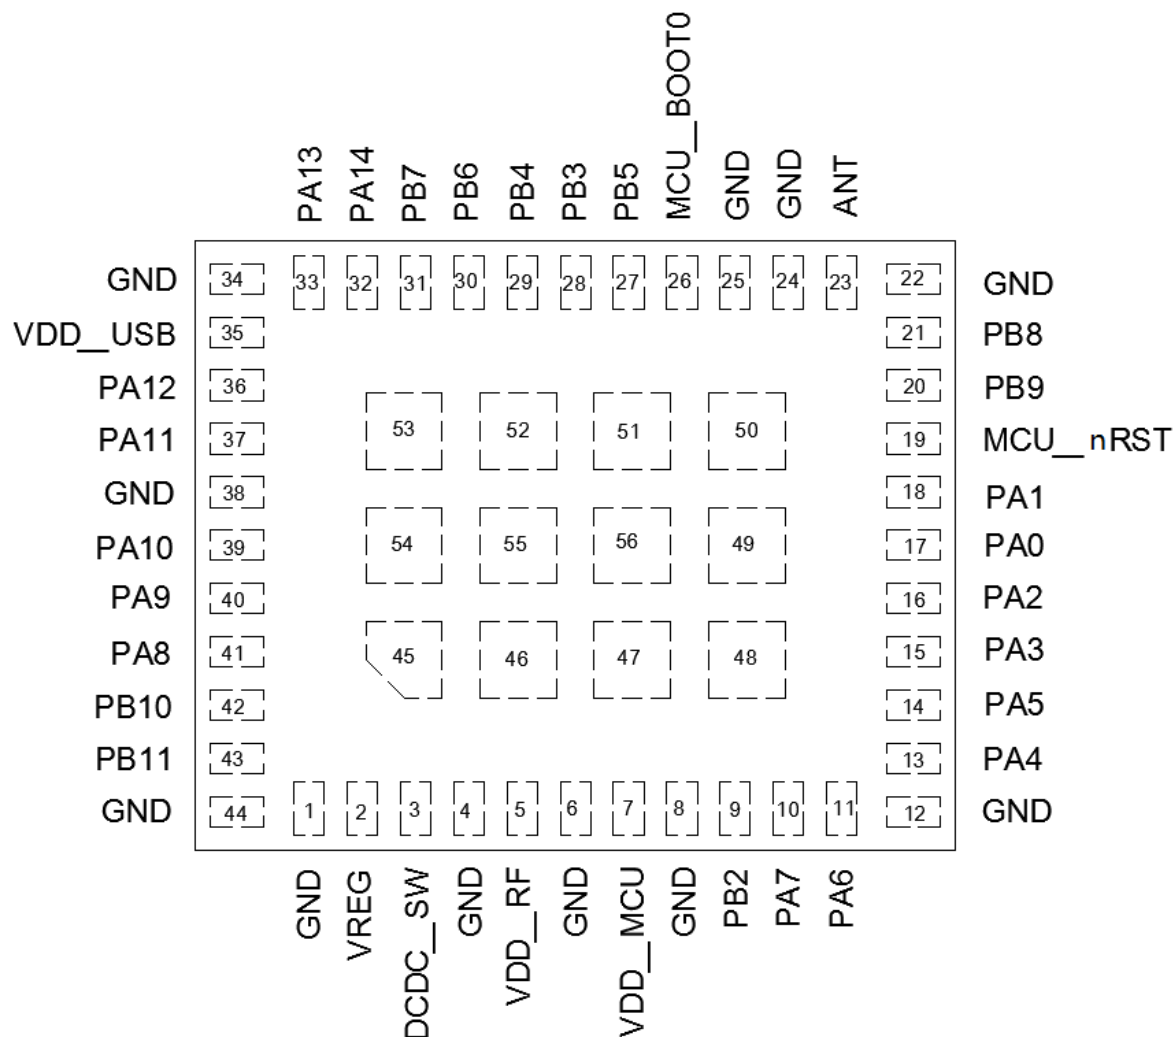 PA13 PA14 PB7 PB6 PB4 PB3 PB5 MCU_BOOT0 GND GND ANT
33 32 31 30 29 28 27 26 25 24 23
GND 34 22 GND
VDD_USB 35 21 PB8
PA12 36 20 PB9
PA11 37 53 52 51 50 19 MCU_nRST
GND 38 18 PA1
PA10 39 54 55 56 49 17 PA0
PA9 40 16 PA2
PA8 41 45 46 47 48 15 PA3
PB10 42 14 PA5
PB11 43 13 PA4
GND 44 12 GND
1 2 3 4 5 6 7 8 9 10 11
GND VREG DCDC_SW GND VDD_RF GND VDD_MCU GND PB2 PA7 PA6